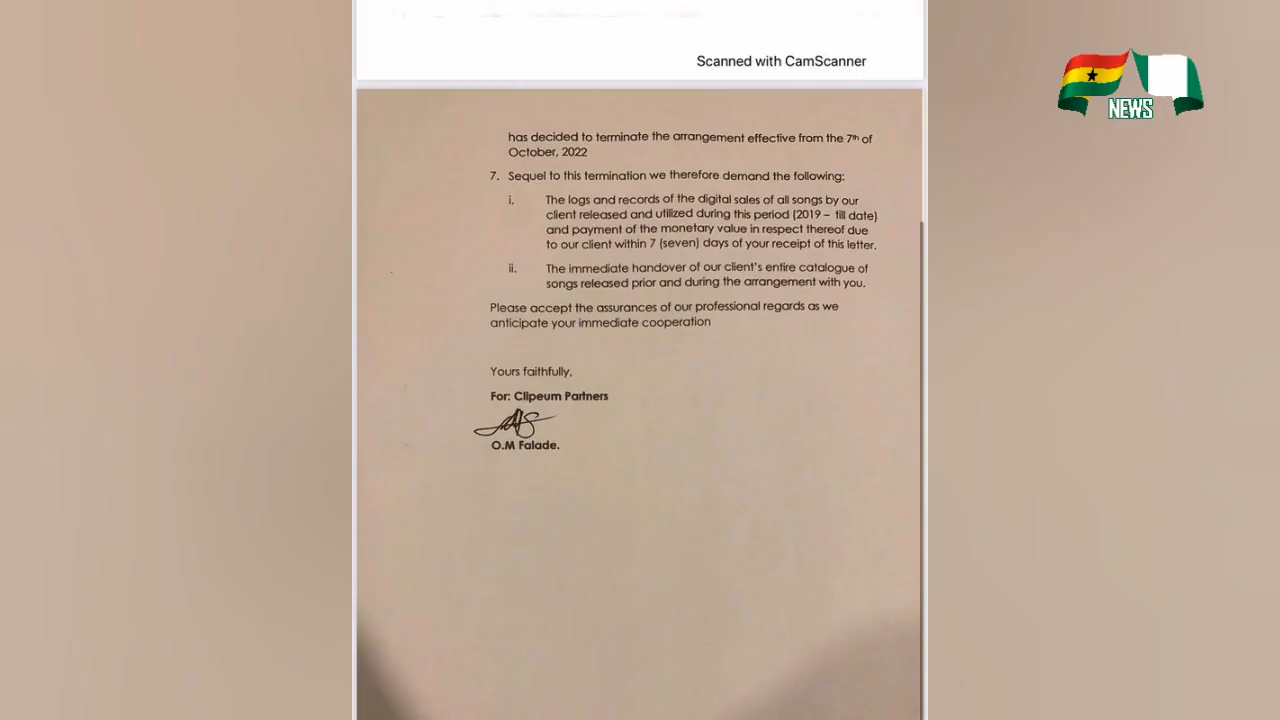 Scanned with CamScanner
NEWS
has decided to terminate the arrangement effective from the 7th of
October, 2022
7. Sequel to this termination we therefore demand the following:
i. The logs and records of the digital sales of all songs by our
client released and utilized during this period (2019 – till date)
and payment of the monetary value in respect thereof due
to our client within 7 (seven) days of your receipt of this letter.
ii. The immediate handover of our client's entire catalogue of
songs released prior and during the arrangement with you.
Please accept the assurances of our professional regards as we
anticipate your immediate cooperation
Yours faithfully,
For: Clipeum Partners
O.M Falade.